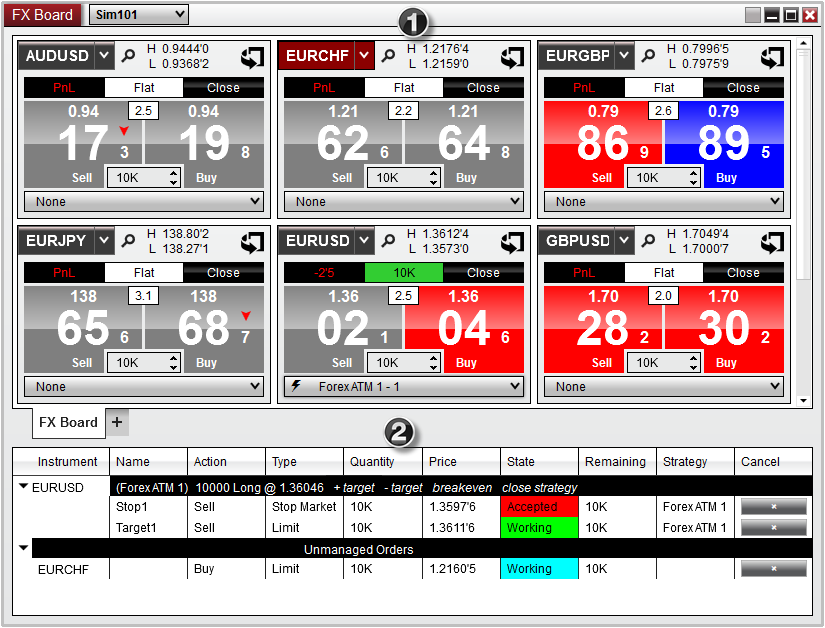 FX Board Sim101
1
AUDUSD H 0.9444'0
L 0.9368'2
PnL Flat Close
0.94 2.5 0.94
17 3 19 8
Sell 10K Buy
None
EURCHF H 1.2176'4
L 1.2159'0
PnL Flat Close
1.21 2.2 1.21
62 6 64 8
Sell 10K Buy
None
EURGBP H 0.7996'5
L 0.7975'9
PnL Flat Close
0.79 2.6 0.79
86 9 89 5
Sell 10K Buy
None
EURJPY H 138.80'2
L 138.27'1
PnL Flat Close
138 3.1 138
65 6 68 7
Sell 10K Buy
None
EURUSD H 1.3612'4
L 1.3573'0
-2'5 10K Close
1.36 2.5 1.36
02 1 04 6
Sell 10K Buy
ForexATM 1 - 1
GBPUSD H 1.7049'4
L 1.7000'7
PnL Flat Close
1.70 2.0 1.70
28 2 30 2
Sell 10K Buy
None
FX Board +
2
Instrument Name Action Type Quantity Price State Remaining Strategy Cancel
EURUSD (ForexATM 1) 10000 Long @ 1.36046 + target - target breakeven close strategy
Stop1 Sell Stop Market 10K 1.3597'6 Accepted 10K ForexATM 1 x
Target1 Sell Limit 10K 1.3611'6 Working 10K ForexATM 1 x
Unmanaged Orders
EURCHF Buy Limit 10K 1.2160'5 Working 10K x